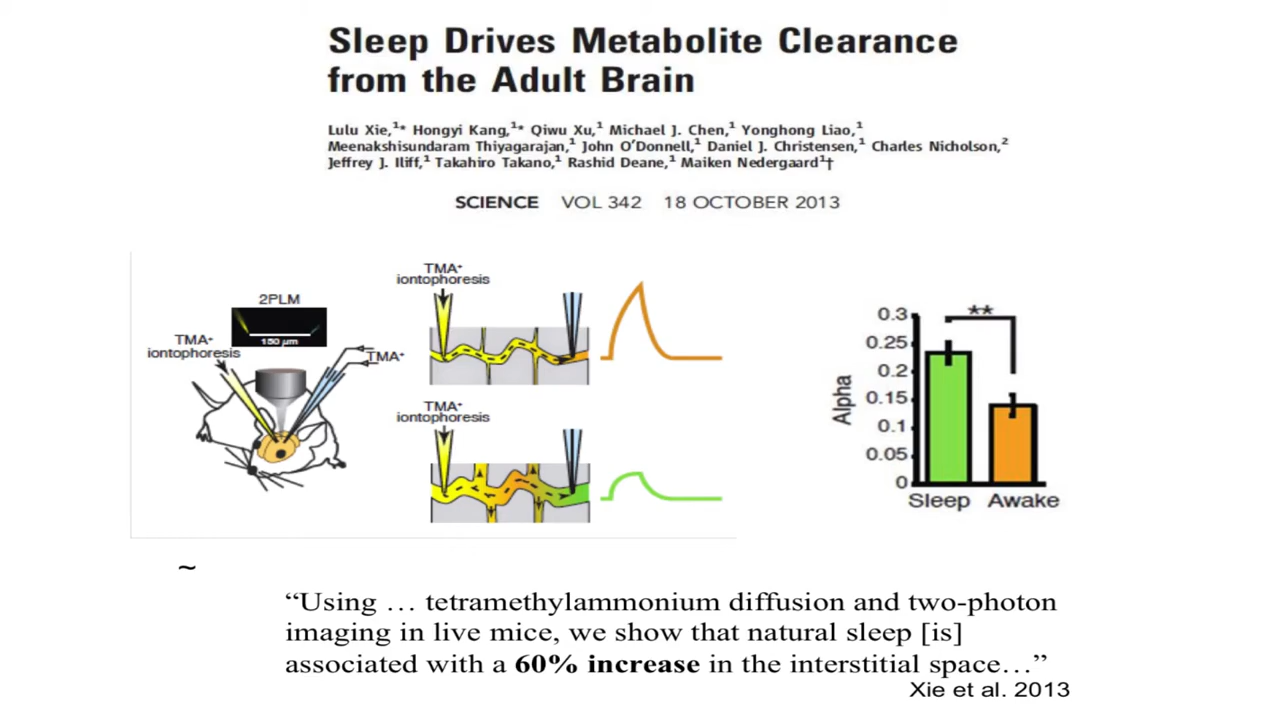 Sleep Drives Metabolite Clearance
from the Adult Brain
Lulu Xie,¹* Hongyi Kang,¹* Qiwu Xu,¹ Michael J. Chen,¹ Yonghong Liao,¹
Meenakshisundaram Thiyagarajan,¹ John O'Donnell,¹ Daniel J. Christensen,¹ Charles Nicholson,²
Jeffrey J. Iliff,¹ Takahiro Takano,¹ Rashid Deane,¹ Maiken Nedergaard¹†
SCIENCE VOL 342 18 OCTOBER 2013
2PLM
150 µm
TMA⁺
iontophoresis
TMA⁺
TMA⁺
iontophoresis
TMA⁺
iontophoresis
Alpha
0.3
0.25
0.2
0.15
0.1
0.05
0
**
Sleep Awake
~
“Using … tetramethylammonium diffusion and two-photon
imaging in live mice, we show that natural sleep [is]
associated with a 60% increase in the interstitial space…”
Xie et al. 2013